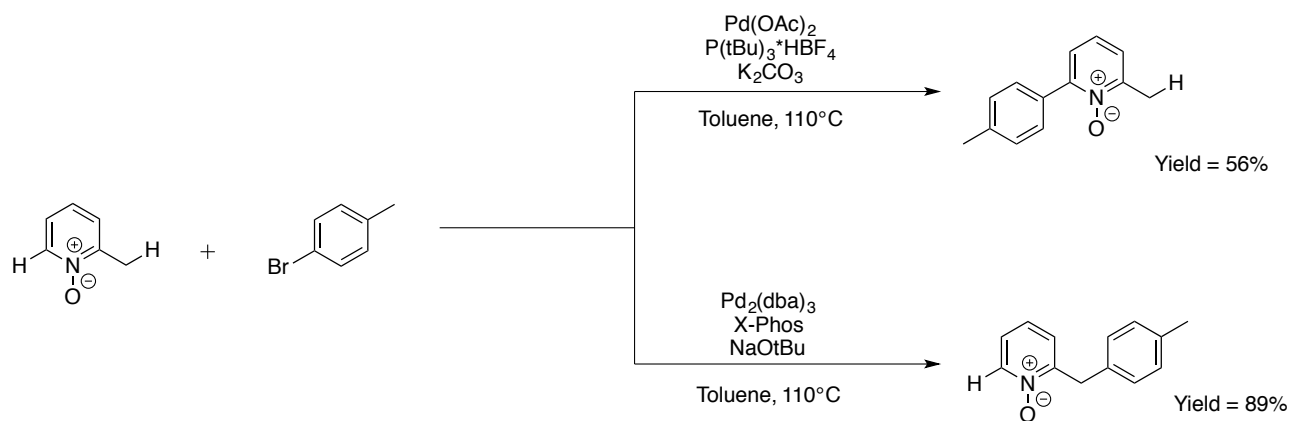 Pd(OAc)₂
P(tBu)₃*HBF₄
K₂CO₃
Toluene, 110°C
H
N
+
O
−
Yield = 56%
H
N
+
O
−
H
+
Br
Pd₂(dba)₃
X-Phos
NaOtBu
Toluene, 110°C
H
N
+
O
−
Yield = 89%